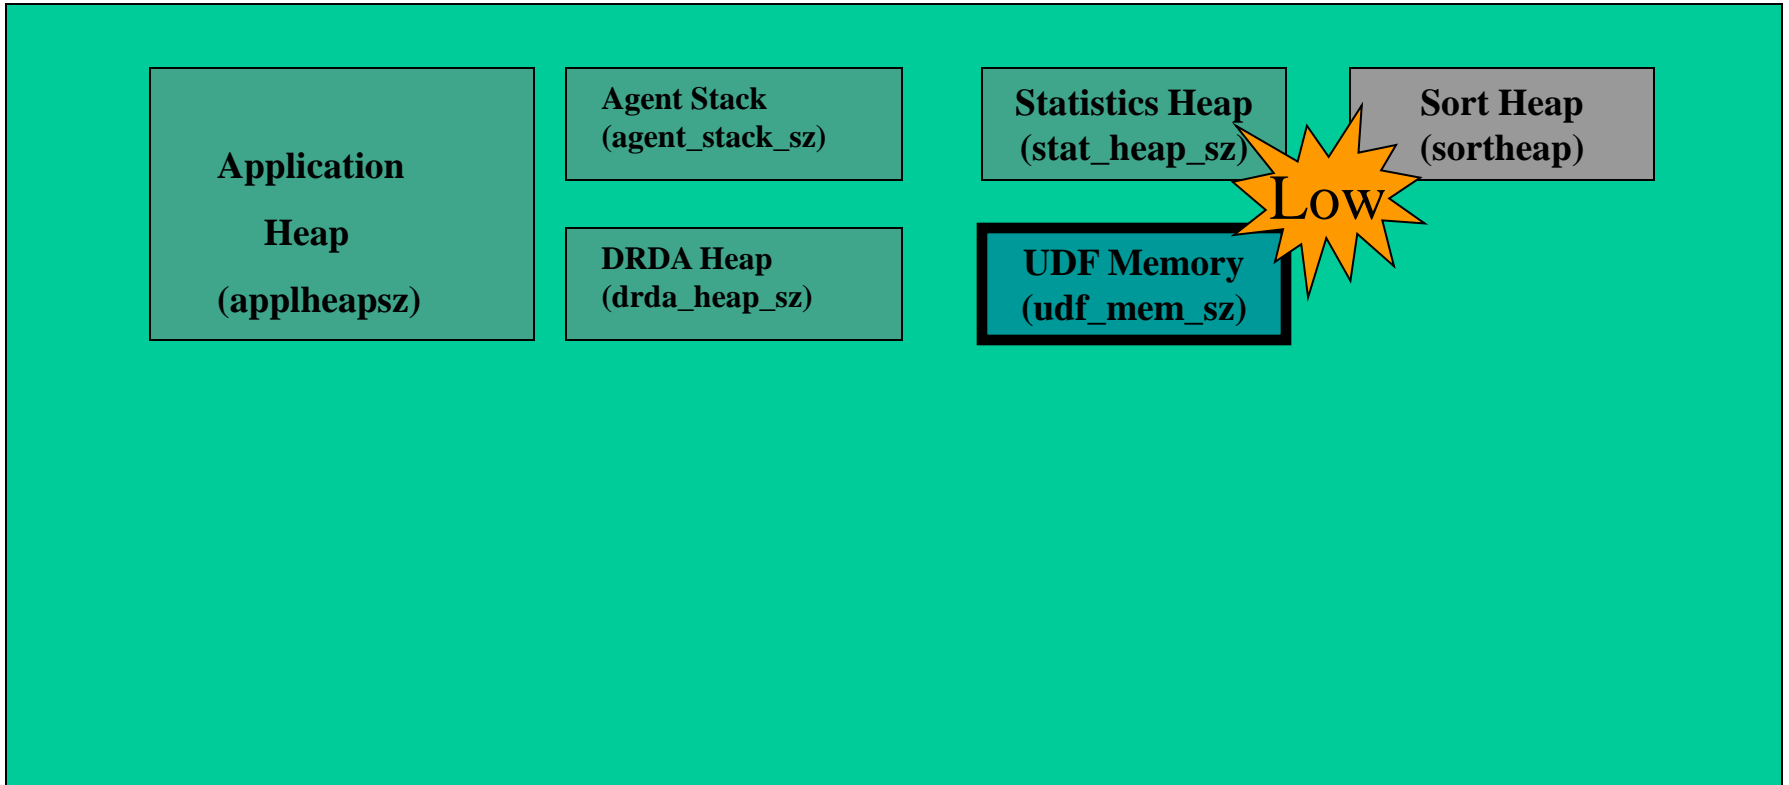 Application
Heap
(applheapsz)
Agent Stack
(agent_stack_sz)
DRDA Heap
(drda_heap_sz)
Statistics Heap
(stat_heap_sz)
UDF Memory
(udf_mem_sz)
Low
Sort Heap
(sortheap)